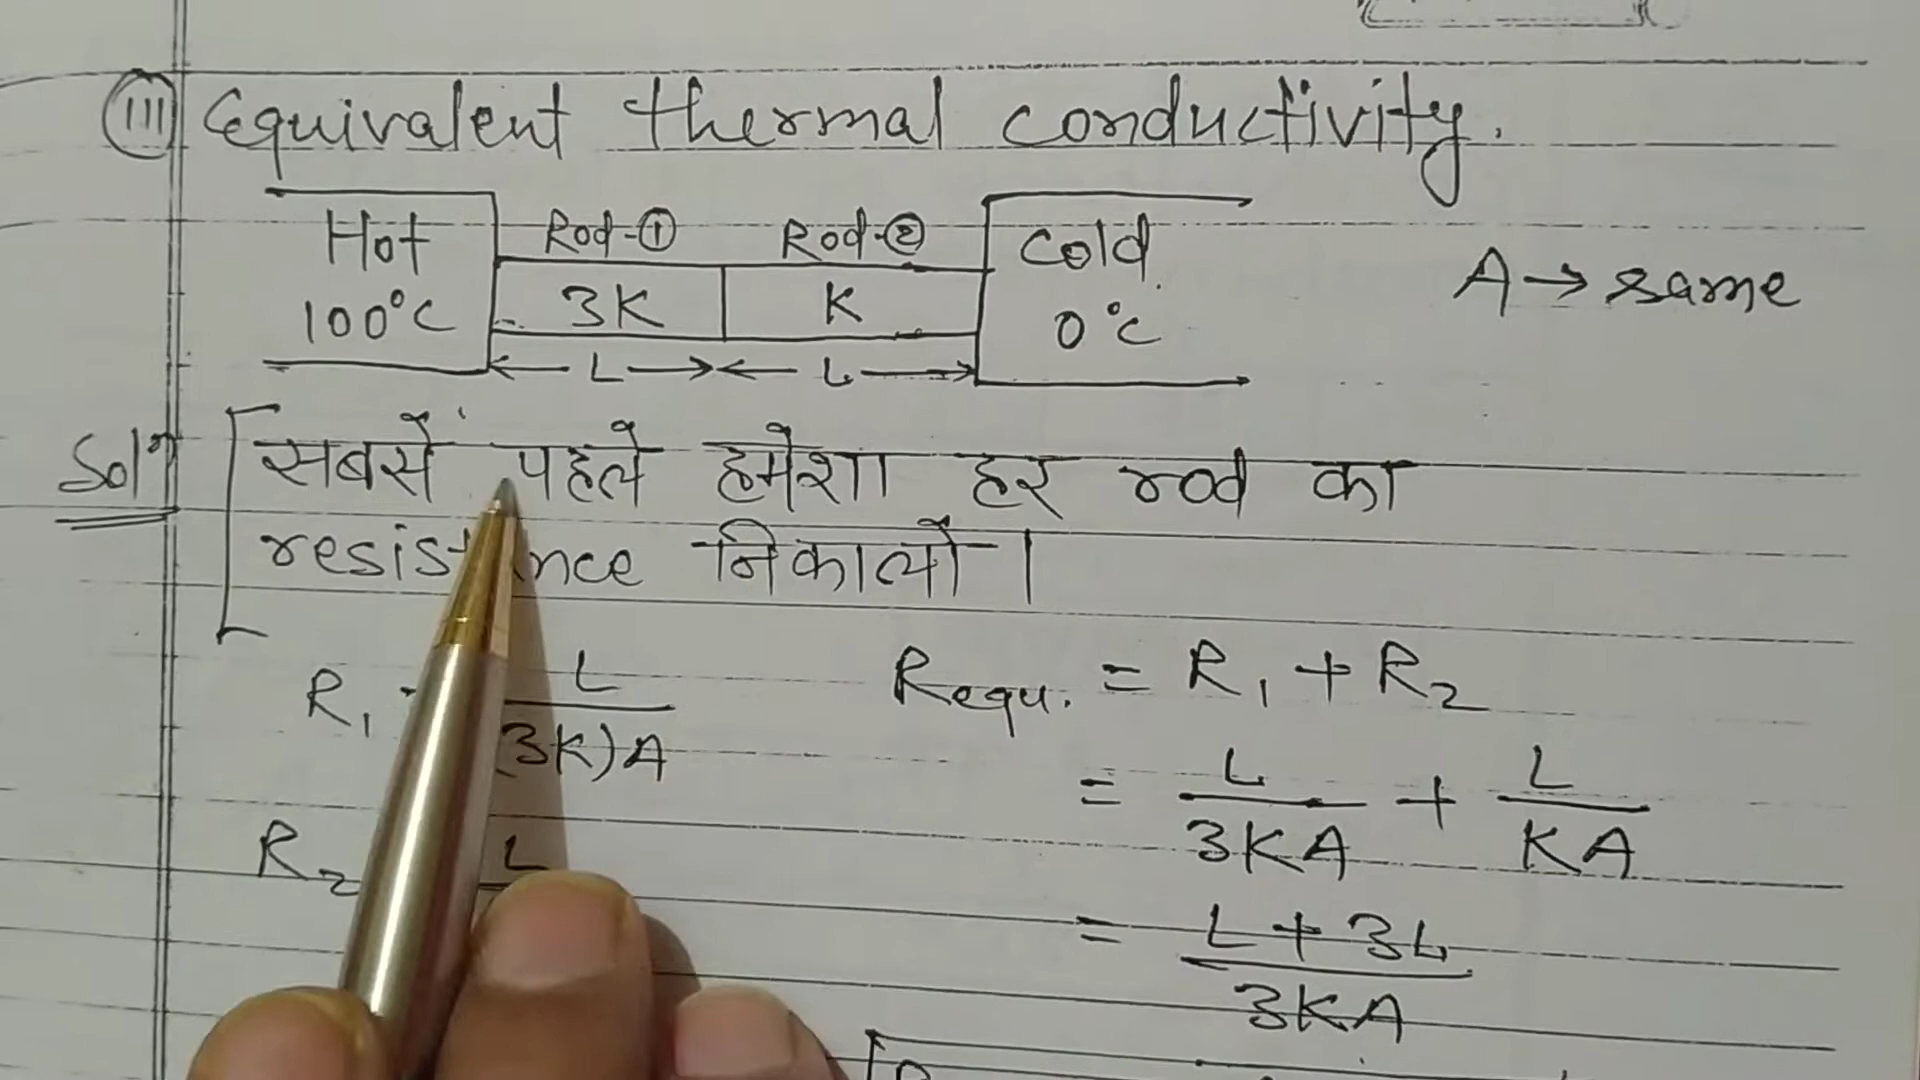 (III) Equivalent thermal conductivity.
Hot Rod-① Rod-② Cold
100°C 3K K 0°C
A → same
L L
Solⁿ सबसे पहले हमेशा हर rod का
resistance निकालो।
R₁ = L/(3K)A
R₂ L
Requ. = R₁ + R₂
= L/3KA + L/KA
= L + 3L/3KA